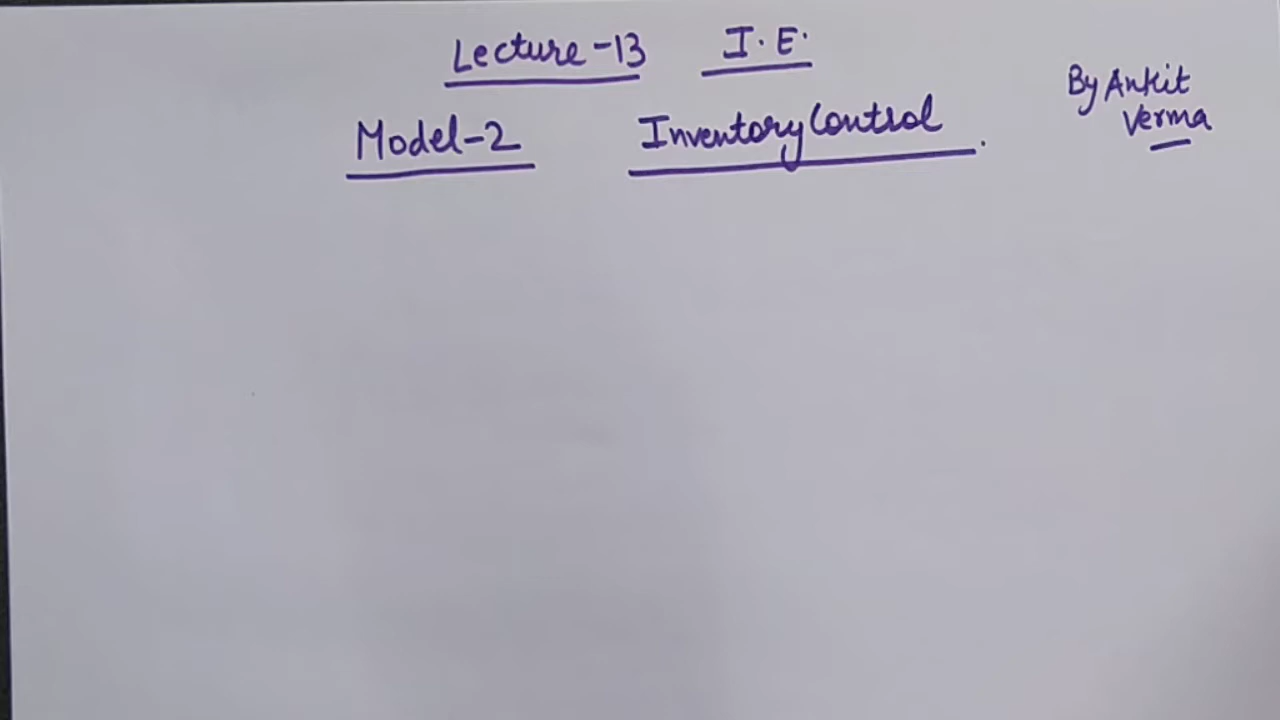 Lecture-13 I.E.
By Ankit
Verma
Model-2 Inventory Control.